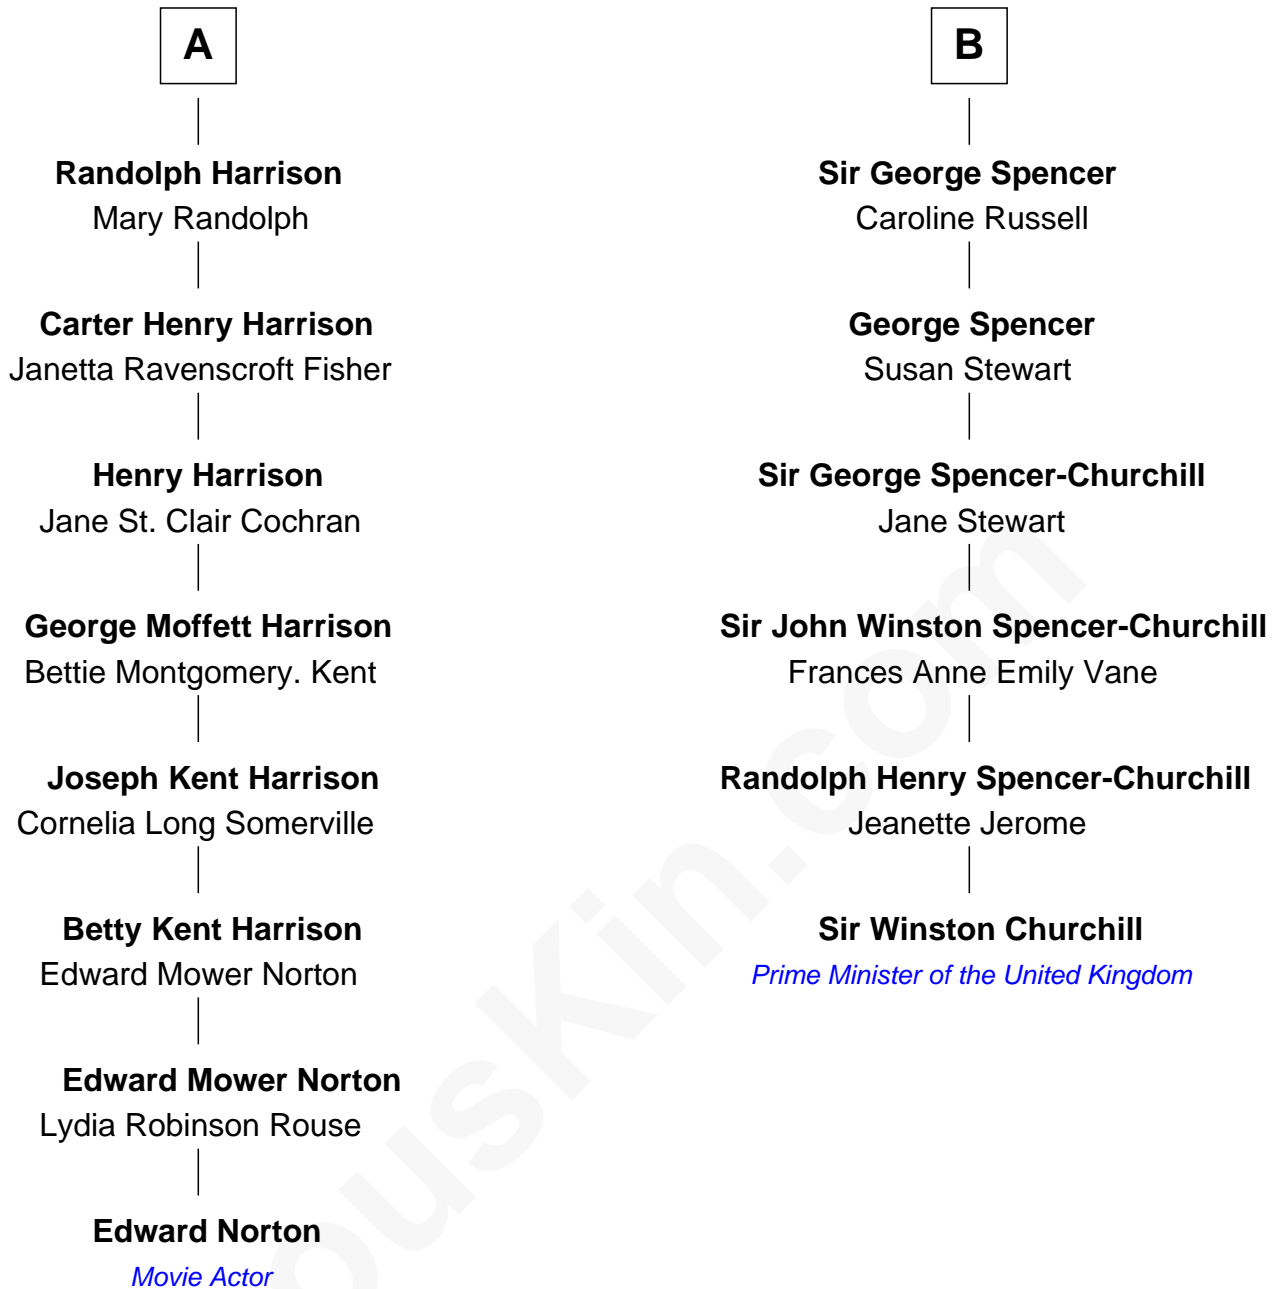 A
Randolph Harrison
Mary Randolph
Carter Henry Harrison
Janetta Ravenscroft Fisher
Henry Harrison
Jane St. Clair Cochran
George Moffett Harrison
Bettie Montgomery. Kent
Joseph Kent Harrison
Cornelia Long Somerville
Betty Kent Harrison
Edward Mower Norton
Edward Mower Norton
Lydia Robinson Rouse
Edward Norton
Movie Actor
B
Sir George Spencer
Caroline Russell
George Spencer
Susan Stewart
Sir George Spencer-Churchill
Jane Stewart
Sir John Winston Spencer-Churchill
Frances Anne Emily Vane
Randolph Henry Spencer-Churchill
Jeanette Jerome
Sir Winston Churchill
Prime Minister of the United Kingdom
ousKin.com